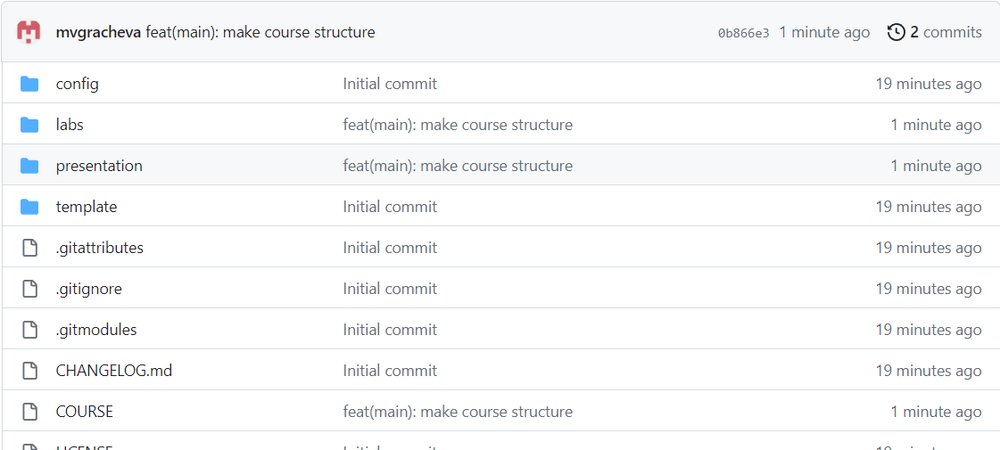 mvgracheva feat(main): make course structure 0b866e3 1 minute ago 2 commits
config Initial commit 19 minutes ago
labs feat(main): make course structure 1 minute ago
presentation feat(main): make course structure 1 minute ago
template Initial commit 19 minutes ago
.gitattributes Initial commit 19 minutes ago
.gitignore Initial commit 19 minutes ago
.gitmodules Initial commit 19 minutes ago
CHANGELOG.md Initial commit 19 minutes ago
COURSE feat(main): make course structure 1 minute ago